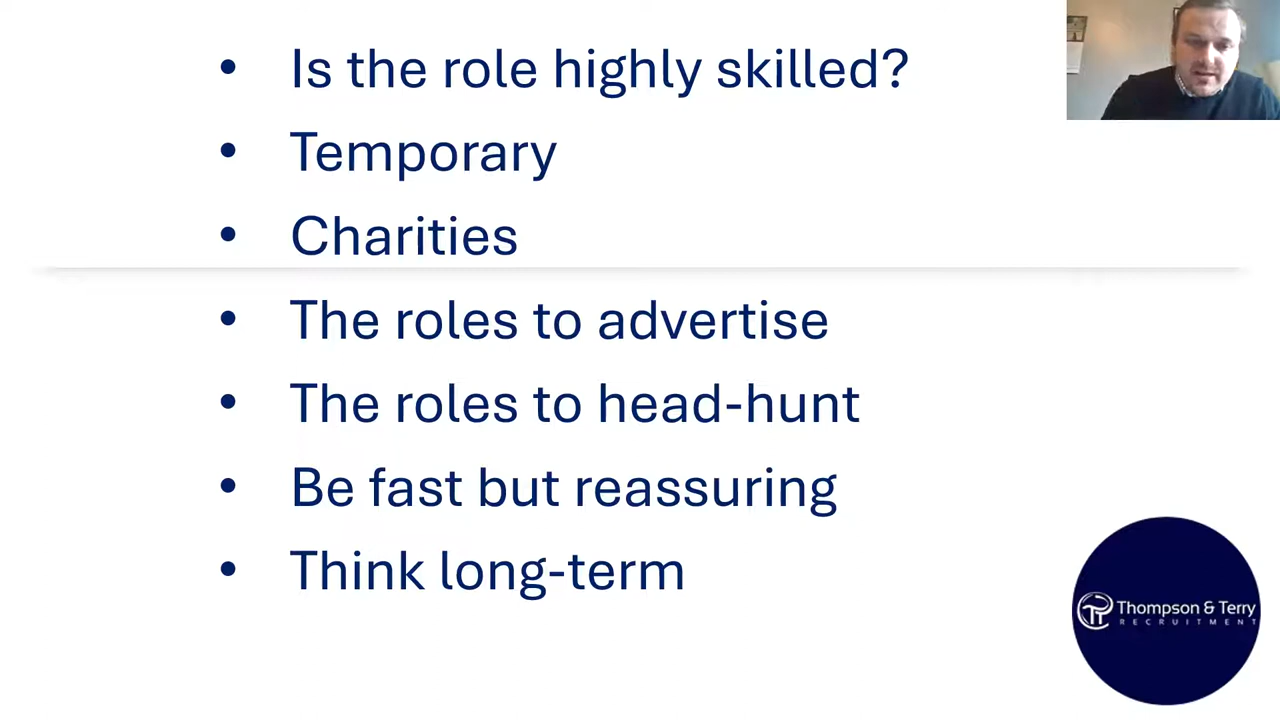 • Is the role highly skilled?
• Temporary
• Charities
• The roles to advertise
• The roles to head-hunt
• Be fast but reassuring
• Think long-term
Thompson & Terry
RECRUITMENT